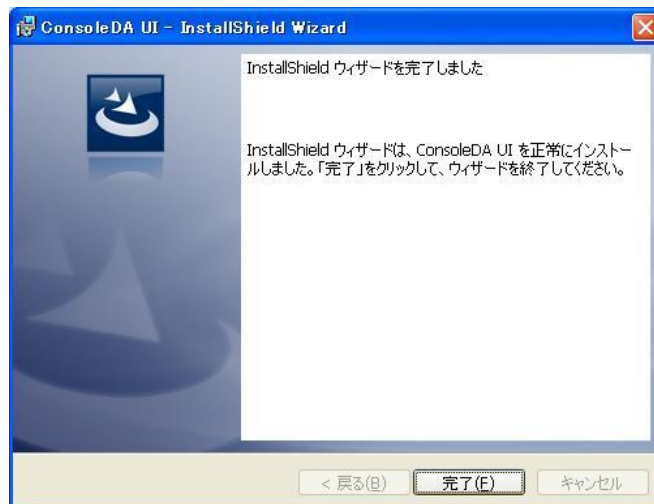 ConsoleDA UI - InstallShield Wizard
InstallShield ウィザードを完了しました
InstallShield ウィザードは、ConsoleDA UI を正常にインストー
ルしました。「完了」をクリックして、ウィザードを終了してください。
< 戻る(B) 完了(F) キャンセル